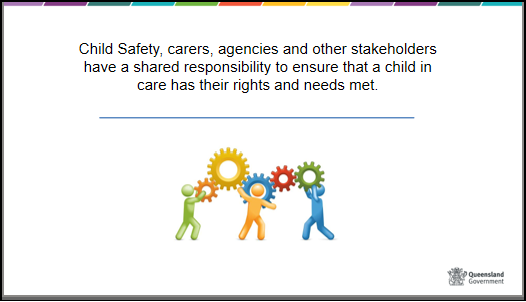 Child Safety, carers, agencies and other stakeholders
have a shared responsibility to ensure that a child in
care has their rights and needs met.
Queensland
Government